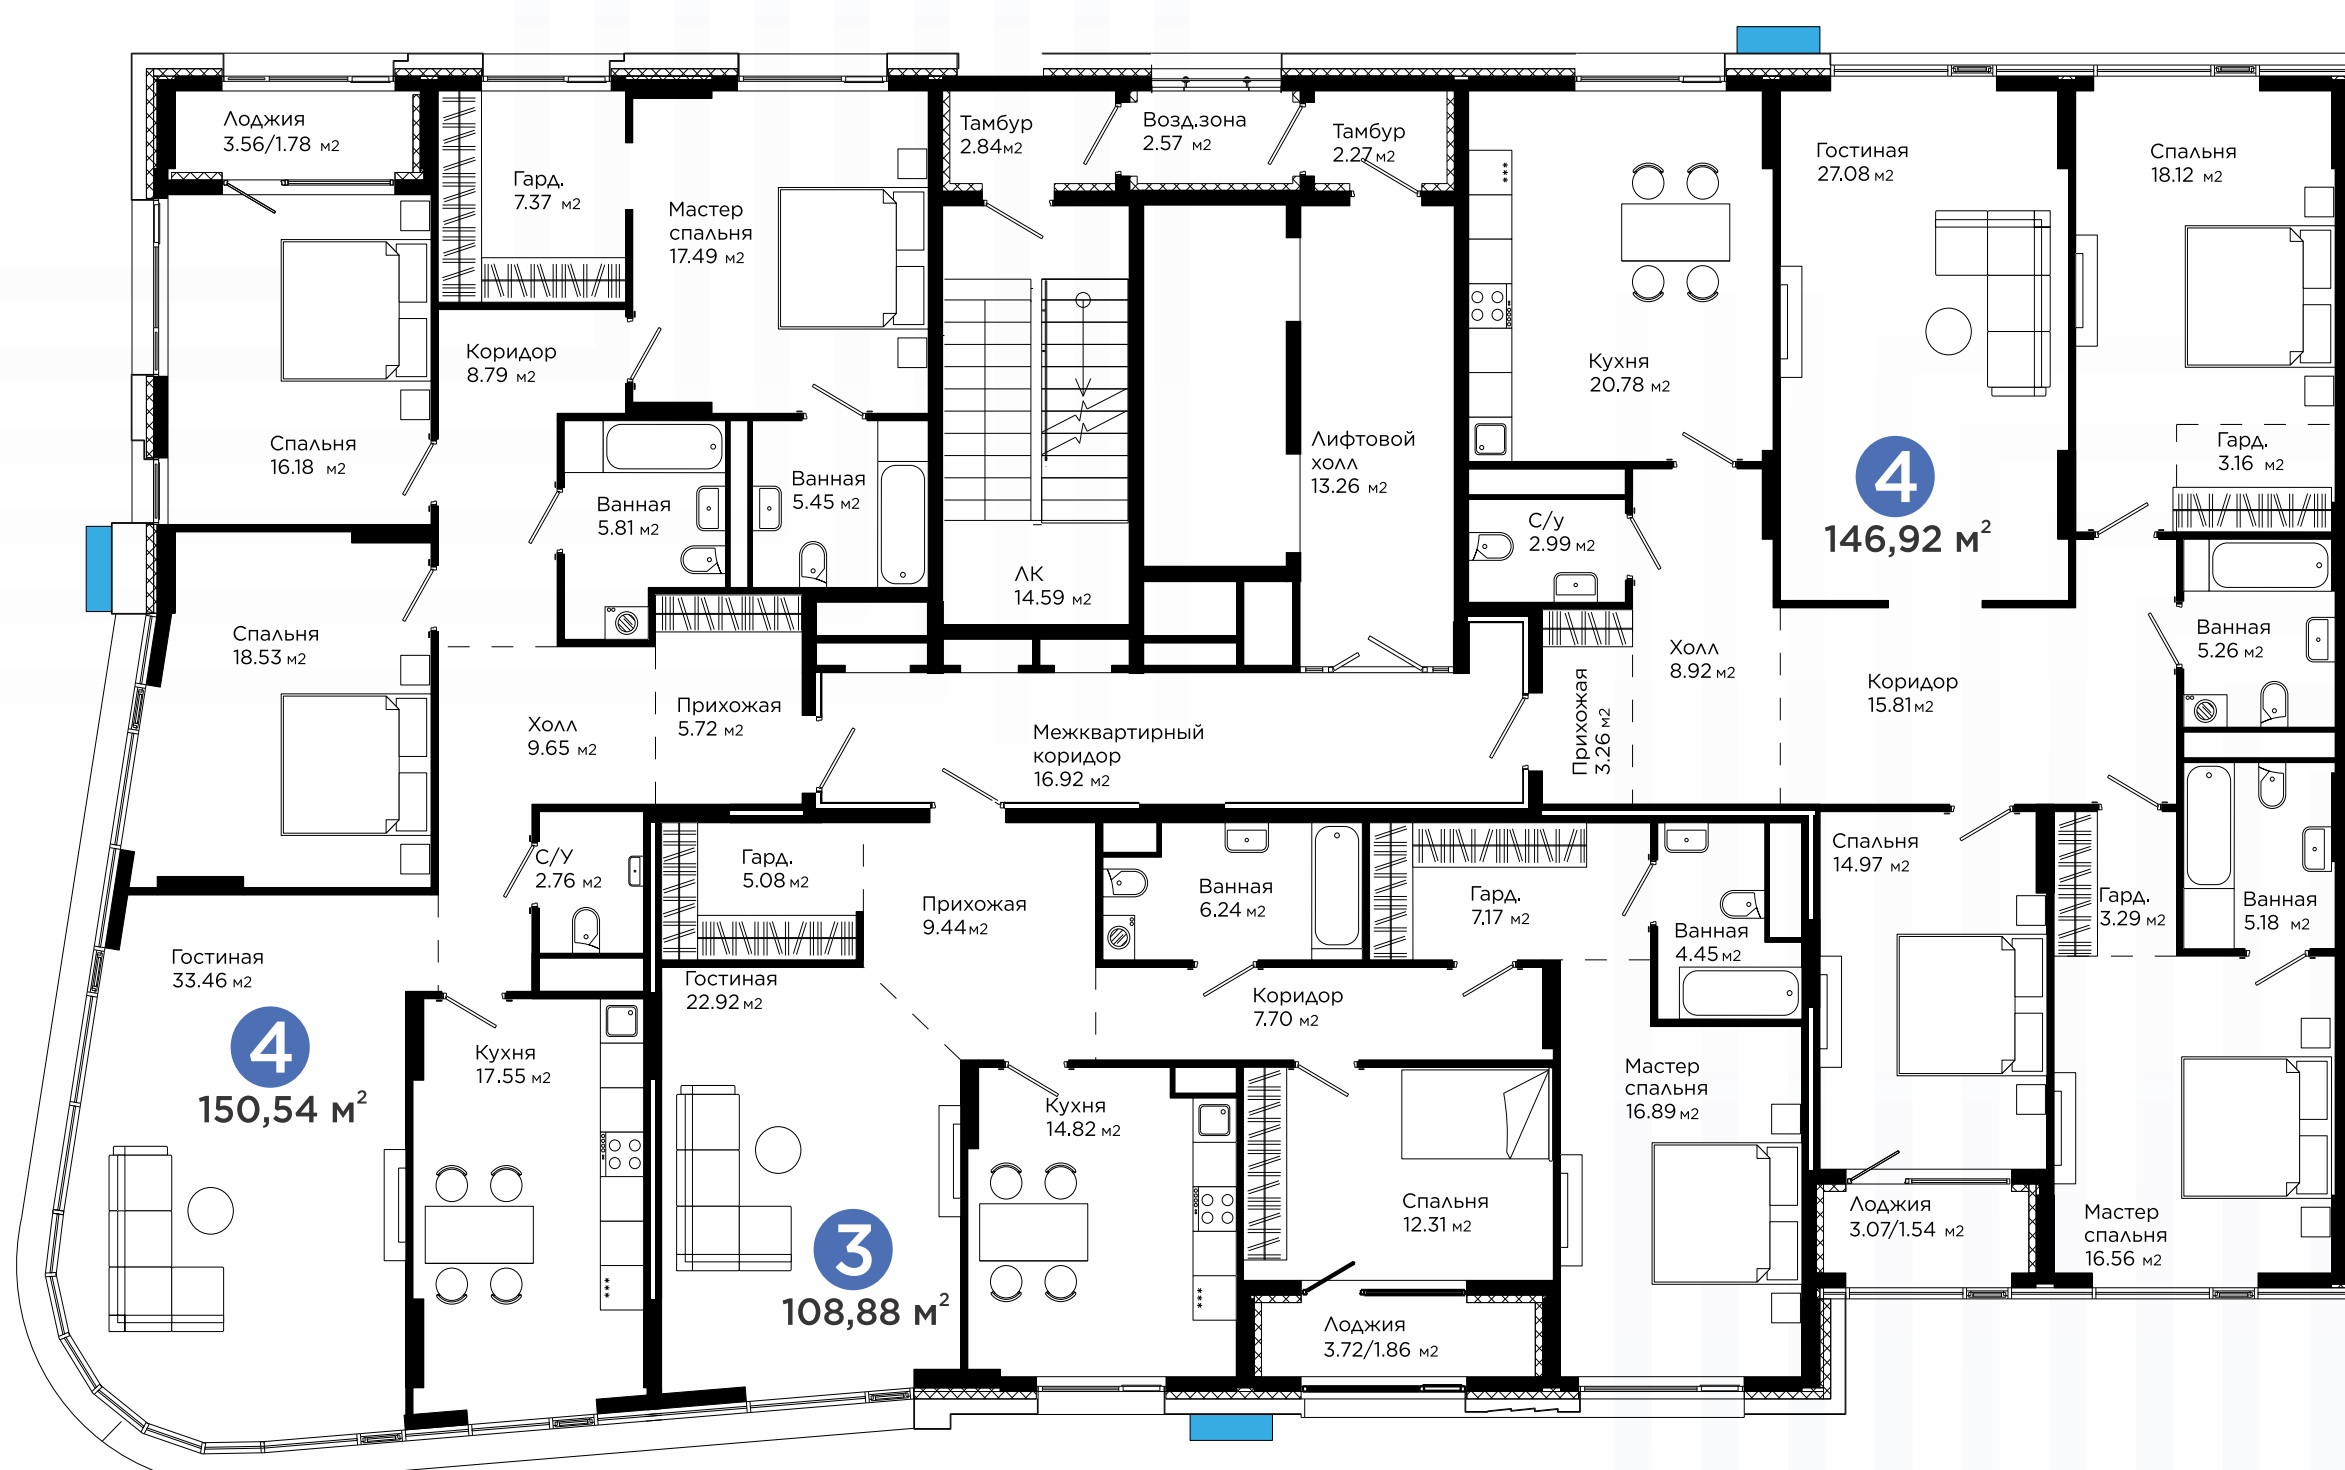 Лоджия
3.56/1.78 м2
Гард.
7.37 м2
Мастер
спальня
17.49 м2
Тамбур
2.84м2
Возд.зона
2.57 м2
Тамбур
2.27м2
Гостиная
27.08 м2
Спальня
18.12 м2
Коридор
8.79 м2
Кухня
20.78 м2
Спальня
16.18 м2
Ванная
5.81 м2
Ванная
5.45 м2
Лифтовой
холл
13.26 м2
Гард.
3.16 м2
4
146,92 м²
С/у
2.99 м2
ЛК
14.59 м2
Спальня
18.53 м2
Холл
9.65 м2
Прихожая
5.72 м2
Межквартирный
коридор
16.92 м2
Прихожая
3.26 м2
Холл
8.92 м2
Коридор
15.81м2
Ванная
5.26 м2
С/У
2.76 м2
Гард.
5.08 м2
Прихожая
9.44м2
Ванная
6.24 м2
Гард.
7.17 м2
Ванная
4.45м2
Спальня
14.97 м2
Гард.
3.29 м2
Ванная
5.18 м2
Гостиная
33.46 м2
4
150,54 м²
Гостиная
22.92м2
Коридор
7.70 м2
Кухня
17.55 м2
Кухня
14.82 м2
Мастер
спальня
16.89м2
Спальня
12.31 м2
3
108,88 м²
Лоджия
3.72/1.86 м2
Лоджия
3.07/1.54 м2
Мастер
спальня
16.56 м2